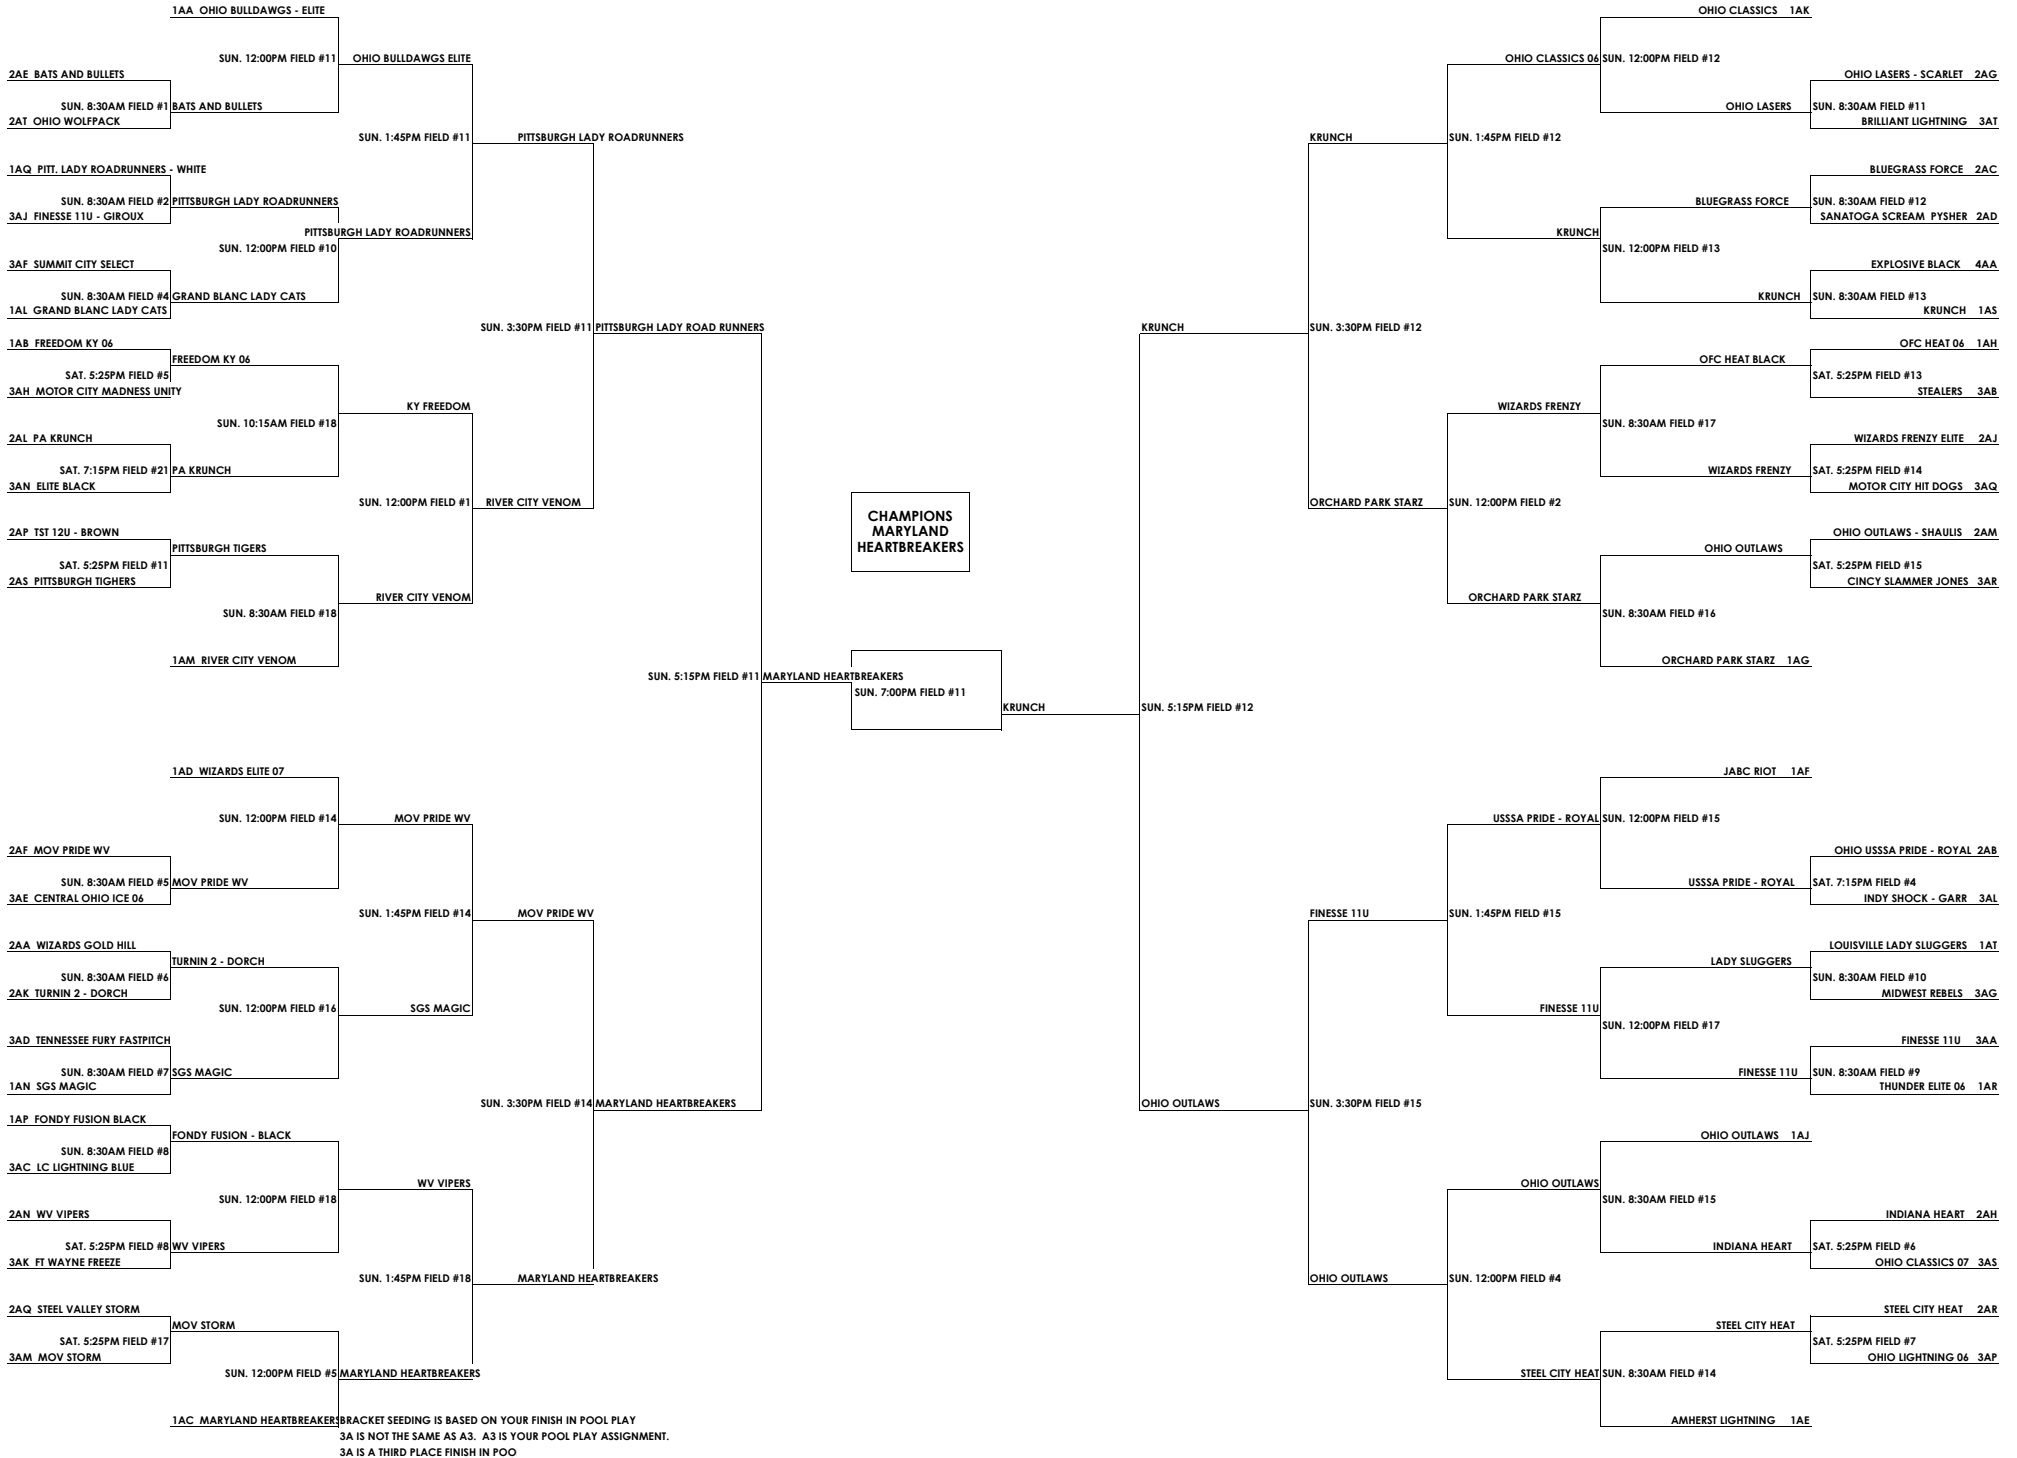 1AA OHIO BULLDAWGS - ELITE
SUN. 12:00PM FIELD #11
OHIO BULLDAWGS ELITE
2AE BATS AND BULLETS
SUN. 8:30AM FIELD #1
BATS AND BULLETS
2AT OHIO WOLFPACK
SUN. 1:45PM FIELD #11
PITTSBURGH LADY ROADRUNNERS
1AQ PITT. LADY ROADRUNNERS - WHITE
SUN. 8:30AM FIELD #2
PITTSBURGH LADY ROADRUNNERS
3AJ FINESSE 11U - GIROUX
PITTSBURGH LADY ROADRUNNERS
SUN. 12:00PM FIELD #10
3AF SUMMIT CITY SELECT
SUN. 8:30AM FIELD #4
GRAND BLANC LADY CATS
1AL GRAND BLANC LADY CATS
SUN. 3:30PM FIELD #11
PITTSBURGH LADY ROAD RUNNERS
1AB FREEDOM KY 06
FREEDOM KY 06
SAT. 5:25PM FIELD #5
3AH MOTOR CITY MADNESS UNITY
KY FREEDOM
SUN. 10:15AM FIELD #18
2AL PA KRUNCH
SAT. 7:15PM FIELD #21
PA KRUNCH
3AN ELITE BLACK
SUN. 12:00PM FIELD #1
RIVER CITY VENOM
2AP TST 12U - BROWN
PITTSBURGH TIGERS
SAT. 5:25PM FIELD #11
2AS PITTSBURGH TIGHERS
RIVER CITY VENOM
SUN. 8:30AM FIELD #18
1AM RIVER CITY VENOM
SUN. 5:15PM FIELD #11
MARYLAND HEARTBREAKERS
1AD WIZARDS ELITE 07
SUN. 12:00PM FIELD #14
MOV PRIDE WV
2AF MOV PRIDE WV
SUN. 8:30AM FIELD #5
MOV PRIDE WV
3AE CENTRAL OHIO ICE 06
SUN. 1:45PM FIELD #14
MOV PRIDE WV
2AA WIZARDS GOLD HILL
TURNIN 2 - DORCH
SUN. 8:30AM FIELD #6
2AK TURNIN 2 - DORCH
SUN. 12:00PM FIELD #16
SGS MAGIC
3AD TENNESSEE FURY FASTPITCH
SUN. 8:30AM FIELD #7
SGS MAGIC
1AN SGS MAGIC
SUN. 3:30PM FIELD #14
MARYLAND HEARTBREAKERS
1AP FONDY FUSION BLACK
FONDY FUSION - BLACK
SUN. 8:30AM FIELD #8
3AC LC LIGHTNING BLUE
WV VIPERS
SUN. 12:00PM FIELD #18
2AN WV VIPERS
SAT. 5:25PM FIELD #8
WV VIPERS
3AK FT WAYNE FREEZE
SUN. 1:45PM FIELD #18
MARYLAND HEARTBREAKERS
2AQ STEEL VALLEY STORM
MOV STORM
SAT. 5:25PM FIELD #17
3AM MOV STORM
SUN. 12:00PM FIELD #5
MARYLAND HEARTBREAKERS
1AC MARYLAND HEARTBREAKERS
BRACKET SEEDING IS BASED ON YOUR FINISH IN POOL PLAY
3A IS NOT THE SAME AS A3. A3 IS YOUR POOL PLAY ASSIGNMENT.
3A IS A THIRD PLACE FINISH IN POO
CHAMPIONS
MARYLAND
HEARTBREAKERS
SUN. 7:00PM FIELD #11
KRUNCH
SUN. 5:15PM FIELD #12
OHIO CLASSICS 1AK
OHIO CLASSICS 06
SUN. 12:00PM FIELD #12
OHIO LASERS - SCARLET 2AG
OHIO LASERS
SUN. 8:30AM FIELD #11
BRILLIANT LIGHTNING 3AT
KRUNCH
SUN. 1:45PM FIELD #12
BLUEGRASS FORCE 2AC
BLUEGRASS FORCE
SUN. 8:30AM FIELD #12
SANATOGA SCREAM PYSHER 2AD
KRUNCH
SUN. 12:00PM FIELD #13
EXPLOSIVE BLACK 4AA
KRUNCH
SUN. 8:30AM FIELD #13
KRUNCH 1AS
KRUNCH
SUN. 3:30PM FIELD #12
OFC HEAT 06 1AH
OFC HEAT BLACK
SAT. 5:25PM FIELD #13
STEALERS 3AB
WIZARDS FRENZY
SUN. 8:30AM FIELD #17
WIZARDS FRENZY ELITE 2AJ
WIZARDS FRENZY
SAT. 5:25PM FIELD #14
MOTOR CITY HIT DOGS 3AQ
ORCHARD PARK STARZ
SUN. 12:00PM FIELD #2
OHIO OUTLAWS - SHAULIS 2AM
OHIO OUTLAWS
SAT. 5:25PM FIELD #15
CINCY SLAMMER JONES 3AR
ORCHARD PARK STARZ
SUN. 8:30AM FIELD #16
ORCHARD PARK STARZ 1AG
JABC RIOT 1AF
USSSA PRIDE - ROYAL
SUN. 12:00PM FIELD #15
OHIO USSSA PRIDE - ROYAL 2AB
USSSA PRIDE - ROYAL
SAT. 7:15PM FIELD #4
INDY SHOCK - GARR 3AL
FINESSE 11U
SUN. 1:45PM FIELD #15
LOUISVILLE LADY SLUGGERS 1AT
LADY SLUGGERS
SUN. 8:30AM FIELD #10
MIDWEST REBELS 3AG
FINESSE 11U
SUN. 12:00PM FIELD #17
FINESSE 11U 3AA
FINESSE 11U
SUN. 8:30AM FIELD #9
THUNDER ELITE 06 1AR
OHIO OUTLAWS
SUN. 3:30PM FIELD #15
OHIO OUTLAWS 1AJ
OHIO OUTLAWS
SUN. 8:30AM FIELD #15
INDIANA HEART 2AH
INDIANA HEART
SAT. 5:25PM FIELD #6
OHIO CLASSICS 07 3AS
OHIO OUTLAWS
SUN. 12:00PM FIELD #4
STEEL CITY HEAT 2AR
STEEL CITY HEAT
SAT. 5:25PM FIELD #7
OHIO LIGHTNING 06 3AP
STEEL CITY HEAT
SUN. 8:30AM FIELD #14
AMHERST LIGHTNING 1AE